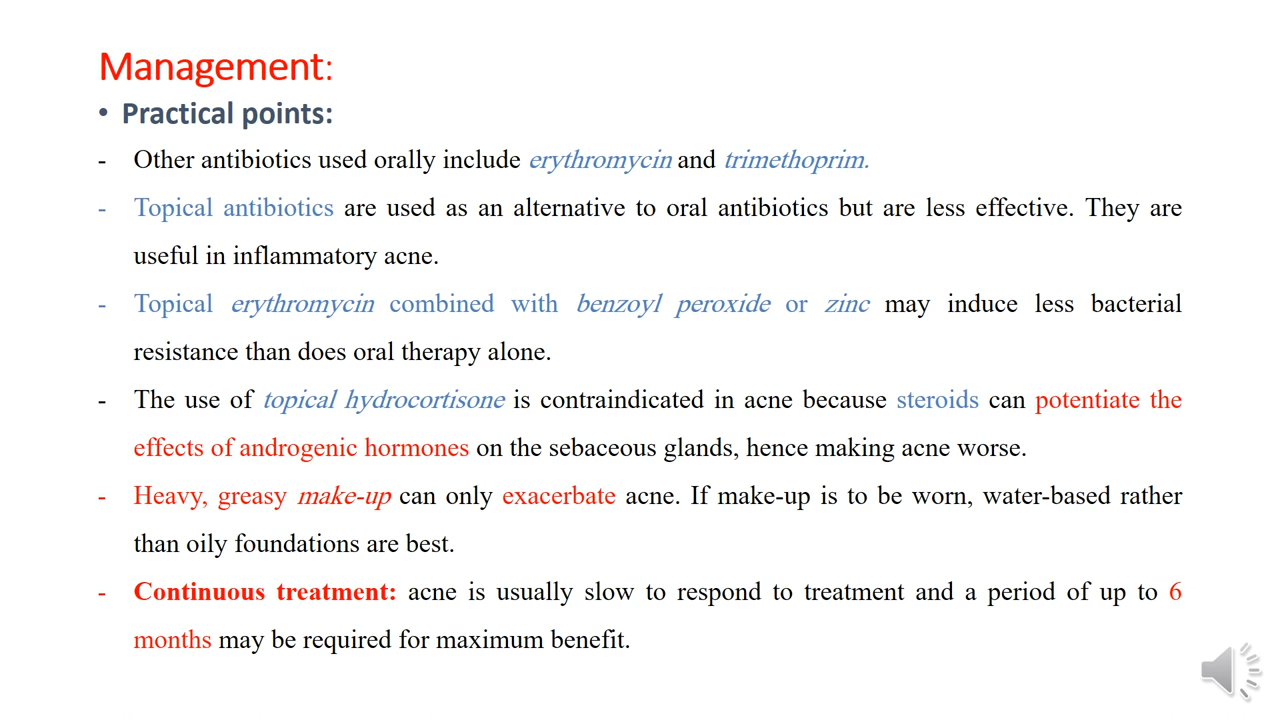 Management:
• Practical points:
- Other antibiotics used orally include erythromycin and trimethoprim.
- Topical antibiotics are used as an alternative to oral antibiotics but are less effective. They are
useful in inflammatory acne.
- Topical erythromycin combined with benzoyl peroxide or zinc may induce less bacterial
resistance than does oral therapy alone.
- The use of topical hydrocortisone is contraindicated in acne because steroids can potentiate the
effects of androgenic hormones on the sebaceous glands, hence making acne worse.
- Heavy, greasy make-up can only exacerbate acne. If make-up is to be worn, water-based rather
than oily foundations are best.
- Continuous treatment: acne is usually slow to respond to treatment and a period of up to 6
months may be required for maximum benefit.